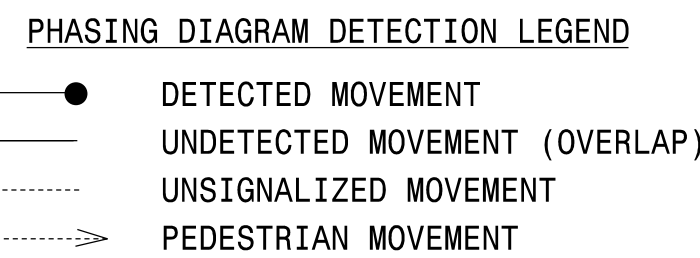 PHASING DIAGRAM DETECTION LEGEND
DETECTED MOVEMENT
UNDETECTED MOVEMENT (OVERLAP)
UNSIGNALIZED MOVEMENT
PEDESTRIAN MOVEMENT